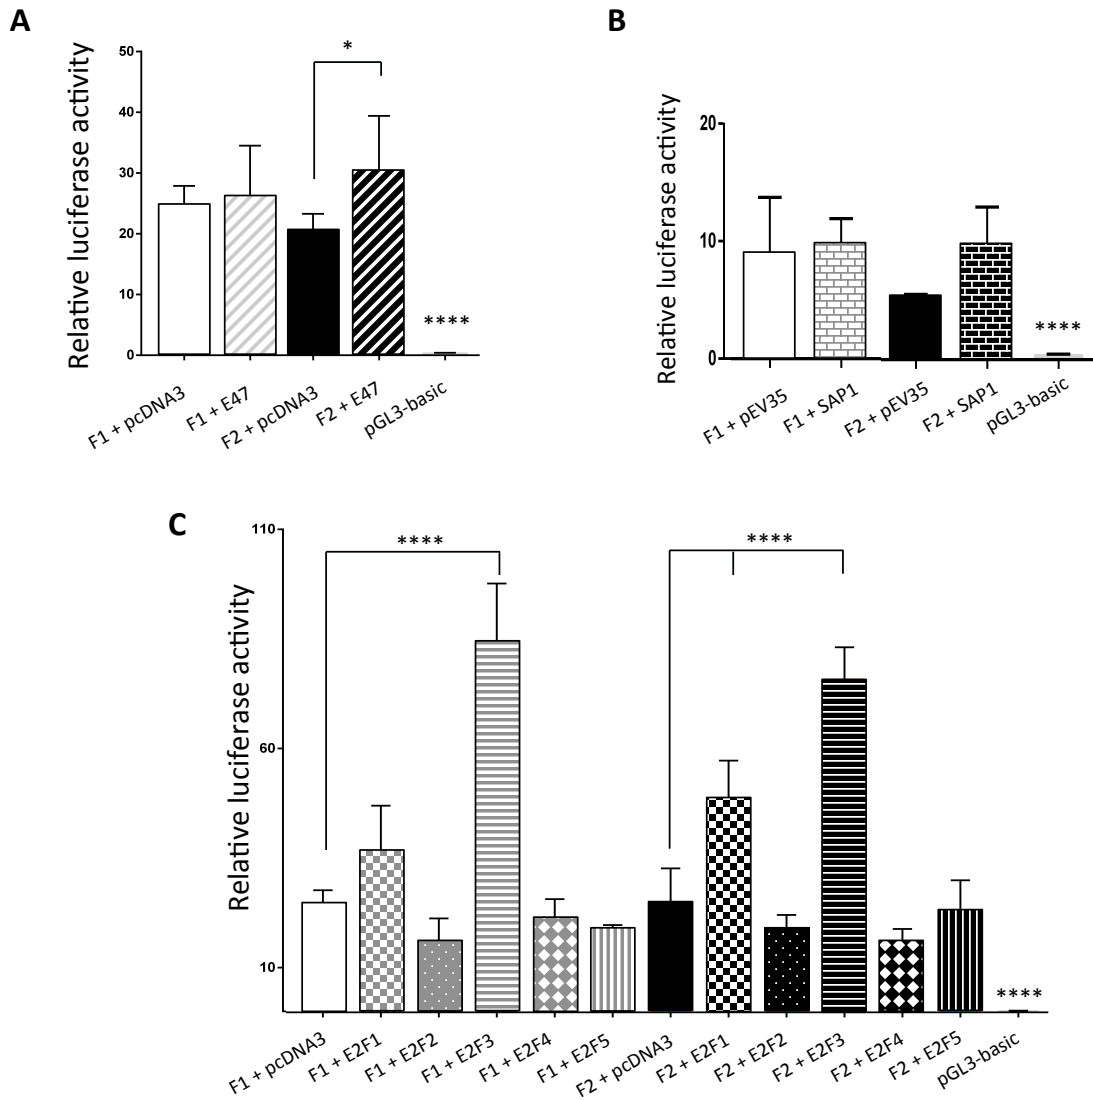 A
Relative luciferase activity
50
40
30
20
10
0
*
****
F1 + pcDNA3
F1 + E47
F2 + pcDNA3
F2 + E47
pGL3-basic
B
Relative luciferase activity
20
10
0
****
F1 + pEV35
F1 + SAP1
F2 + pEV35
F2 + SAP1
pGL3-basic
C
Relative luciferase activity
110
60
10
****
****
****
F1 + pcDNA3
F1 + E2F1
F1 + E2F2
F1 + E2F3
F1 + E2F4
F1 + E2F5
F2 + pcDNA3
F2 + E2F1
F2 + E2F2
F2 + E2F3
F2 + E2F4
F2 + E2F5
pGL3-basic